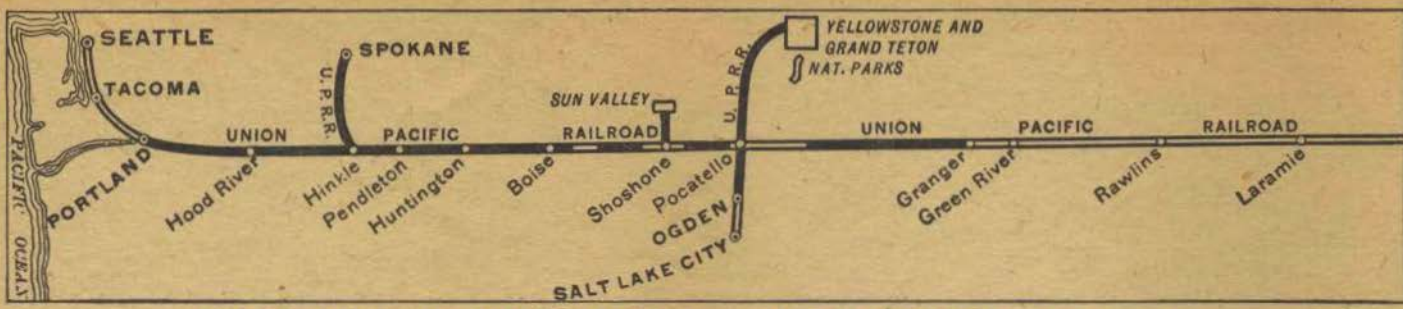 SEATTLE
TACOMA
PORTLAND
PACIFIC OCEAN
SPOKANE
U.P.R.R.
UNION PACIFIC RAILROAD
Hood River
Hinkle
Pendleton
Huntington
Boise
SUN VALLEY
Shoshone
Pocatello
OGDEN
SALT LAKE CITY
U.P.R.R.
YELLOWSTONE AND
GRAND TETON
NAT. PARKS
UNION PACIFIC RAILROAD
Granger
Green River
Rawlins
Laramie